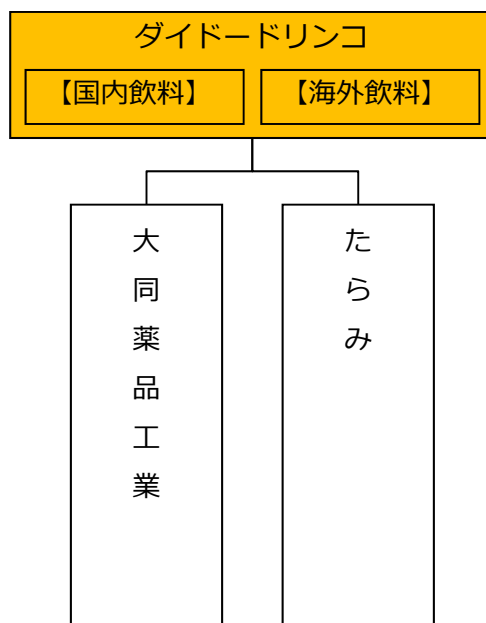 ダイドードリンコ
【国内飲料】
【海外飲料】
大同薬品工業
たらみ